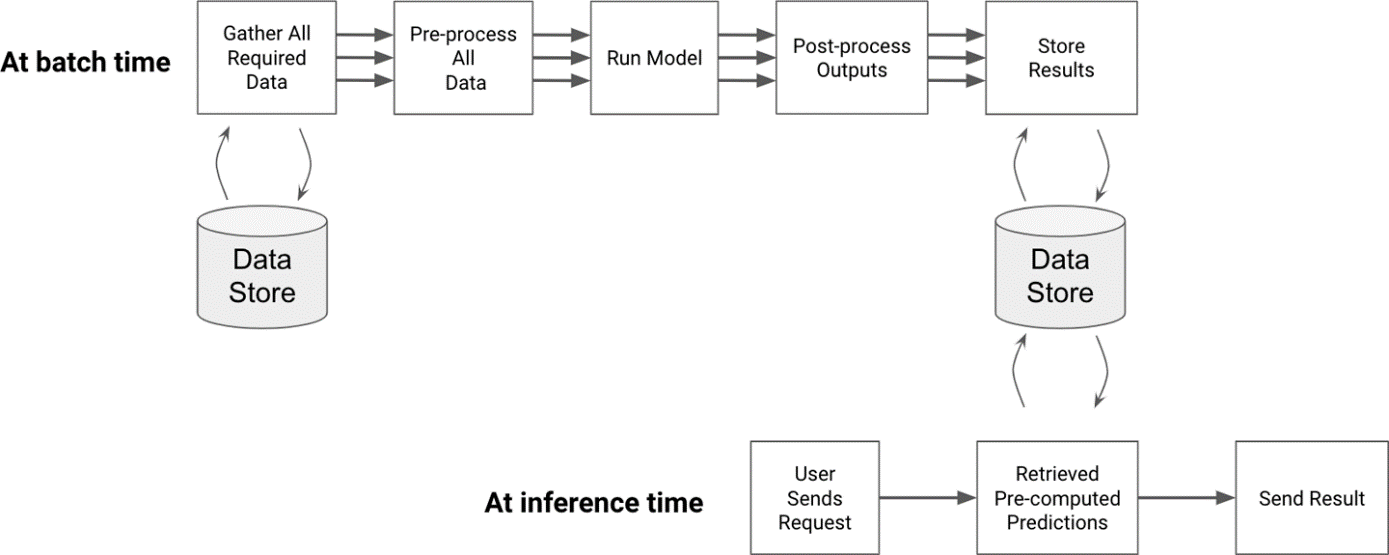 At batch time
Gather All
Required
Data
Pre-process
All
Data
Run Model
Post-process
Outputs
Store
Results
Data
Store
Data
Store
At inference time
User
Sends
Request
Retrieved
Pre-computed
Predictions
Send Result